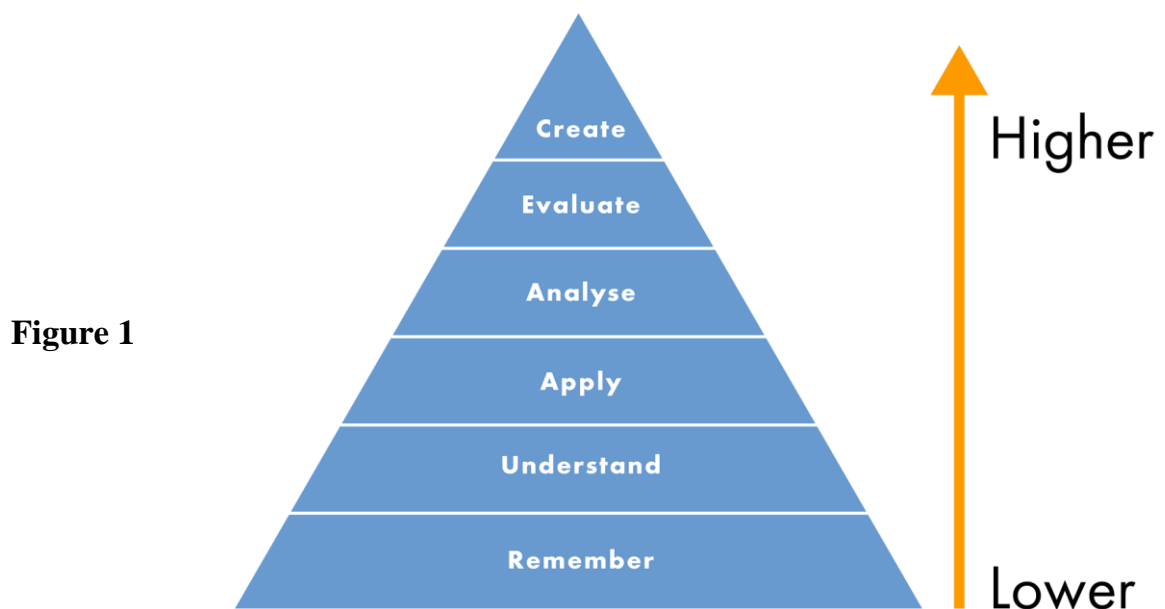 Create
Higher
Evaluate
Analyse
Figure 1
Apply
Understand
Remember
Lower